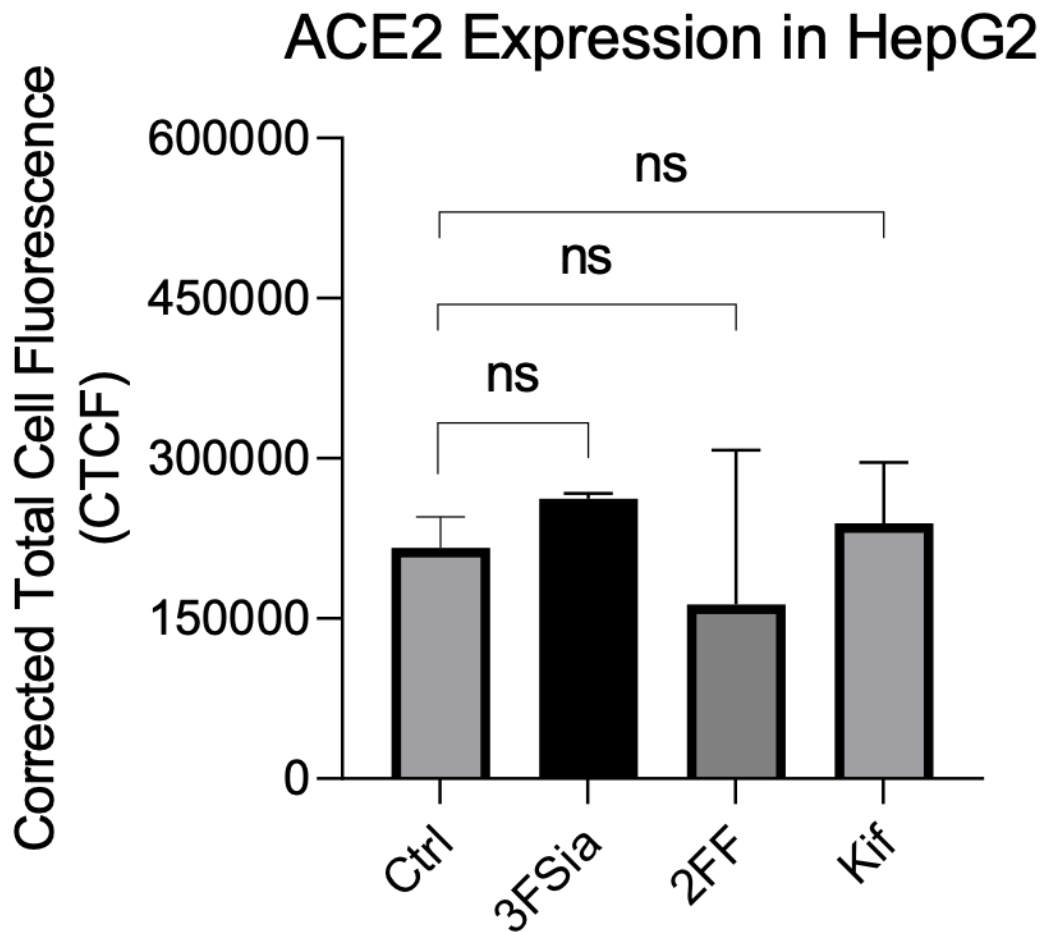 ACE2 Expression in HepG2
Corrected Total Cell Fluorescence
(CTCF)
600000
450000
300000
150000
0
ns
ns
ns
Ctrl
3FSia
2FF
Kif